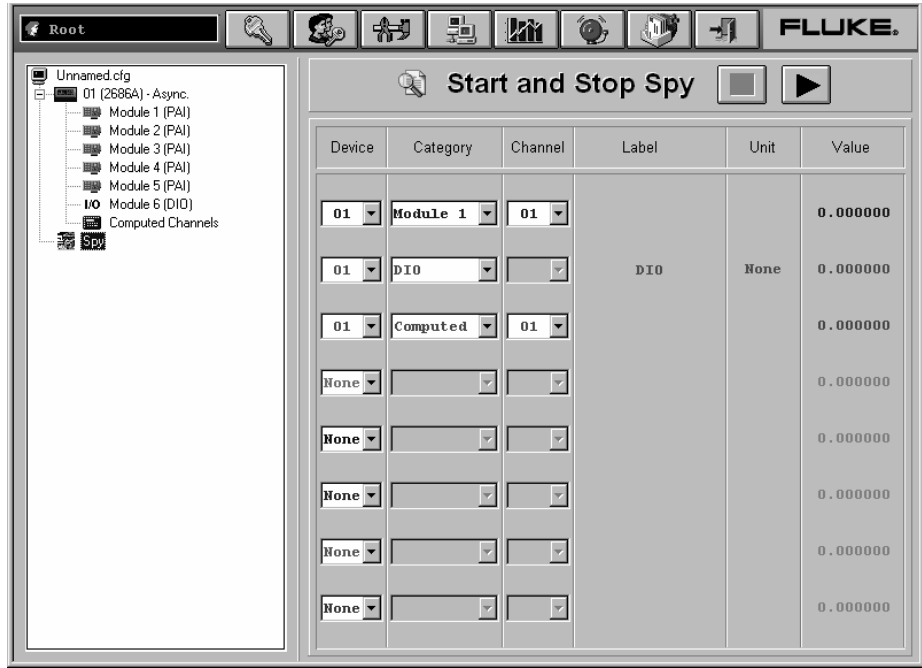 Root
FLUKE®
Unnamed.cfg
01 (2686A) - Async.
Module 1 (PAI)
Module 2 (PAI)
Module 3 (PAI)
Module 4 (PAI)
Module 5 (PAI)
I/O Module 6 (DIO)
Computed Channels
Spy
Start and Stop Spy
Device Category Channel Label Unit Value
01 Module 1 01 0.000000
01 DIO DIO None 0.000000
01 Computed 01 0.000000
None 0.000000
None 0.000000
None 0.000000
None 0.000000
None 0.000000